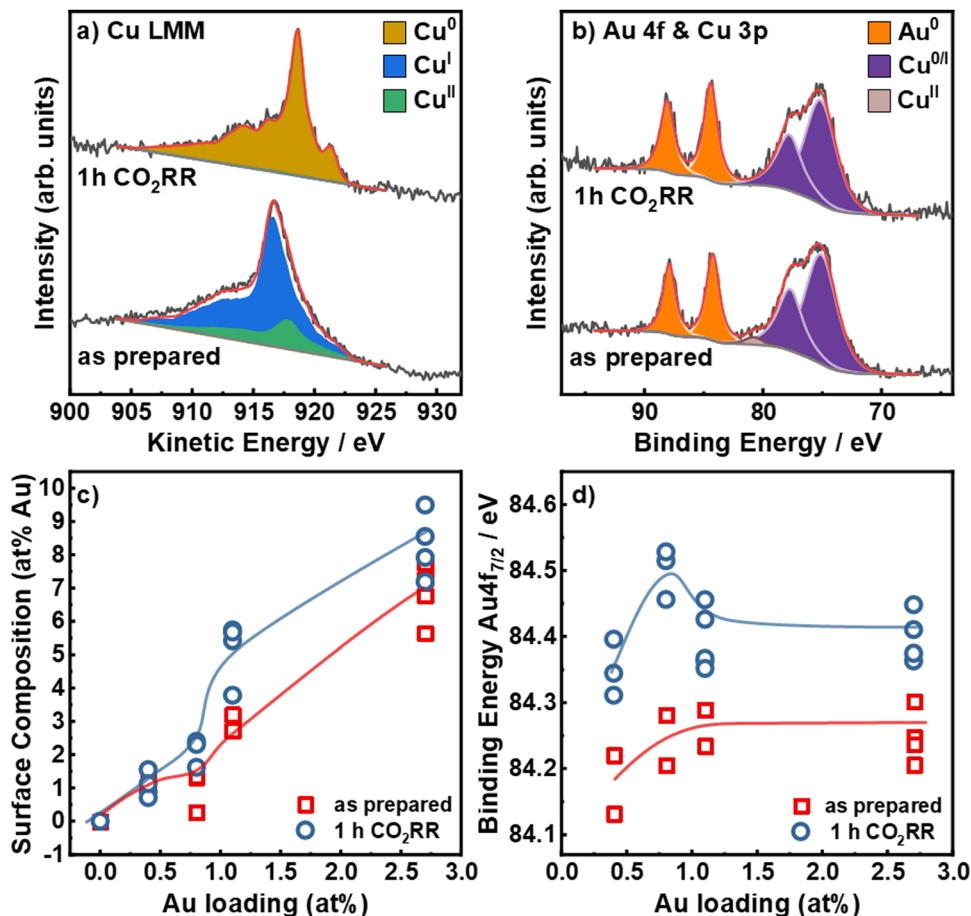 a) Cu LMM
Cu⁰
Cuᴵ
Cuᴵᴵ
1h CO₂RR
as prepared
Intensity (arb. units)
900 905 910 915 920 925 930
Kinetic Energy / eV
b) Au 4f & Cu 3p
Au⁰
Cu⁰ᐟᴵ
Cuᴵᴵ
1h CO₂RR
as prepared
Intensity (arb. units)
90 80 70
Binding Energy / eV
c)
10
9
8
7
6
5
4
3
2
1
0
-1
Surface Composition (at% Au)
as prepared
1 h CO₂RR
0.0 0.5 1.0 1.5 2.0 2.5 3.0
Au loading (at%)
d)
84.6
84.5
84.4
84.3
84.2
84.1
Binding Energy Au4f₇/₂ / eV
as prepared
1 h CO₂RR
0.0 0.5 1.0 1.5 2.0 2.5 3.0
Au loading (at%)